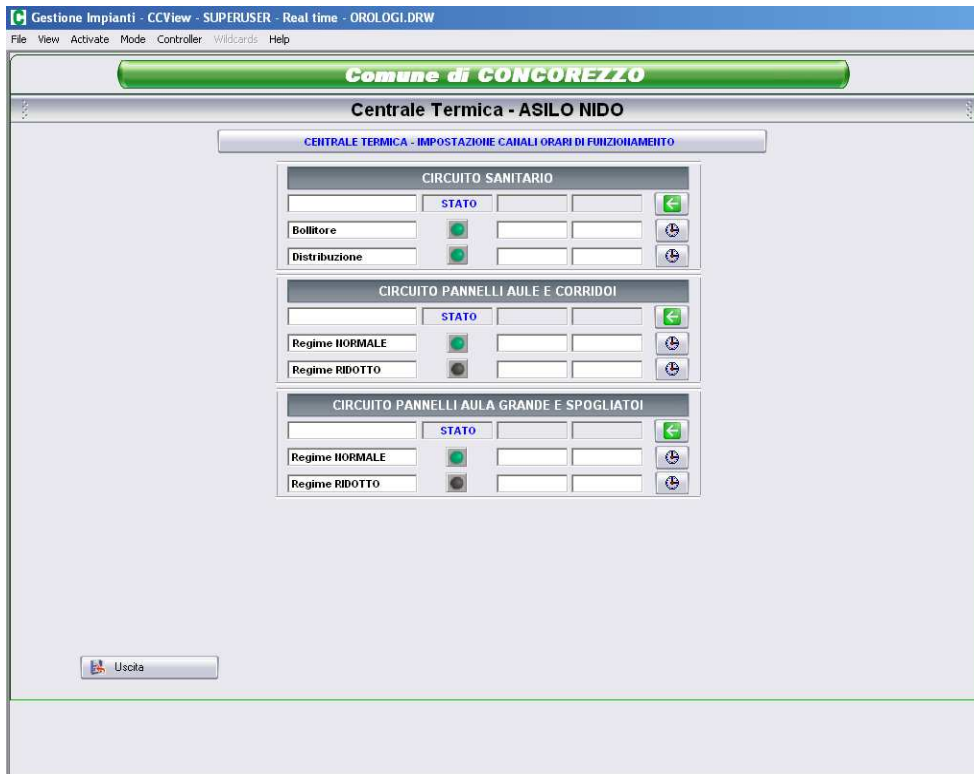 Gestione Impianti - CCView - SUPERUSER - Real time - OROLOGI.DRW
File View Activate Mode Controller Wildcards Help
Comune di CONCOREZZO
Centrale Termica - ASILO NIDO
CENTRALE TERMICA - IMPOSTAZIONE CANALI ORARI DI FUNZIONAMENTO
CIRCUITO SANITARIO
STATO
Bollitore
Distribuzione
CIRCUITO PANNELLI AULE E CORRIDOI
STATO
Regime NORMALE
Regime RIDOTTO
CIRCUITO PANNELLI AULA GRANDE E SPOGLIATOI
STATO
Regime NORMALE
Regime RIDOTTO
Uscita